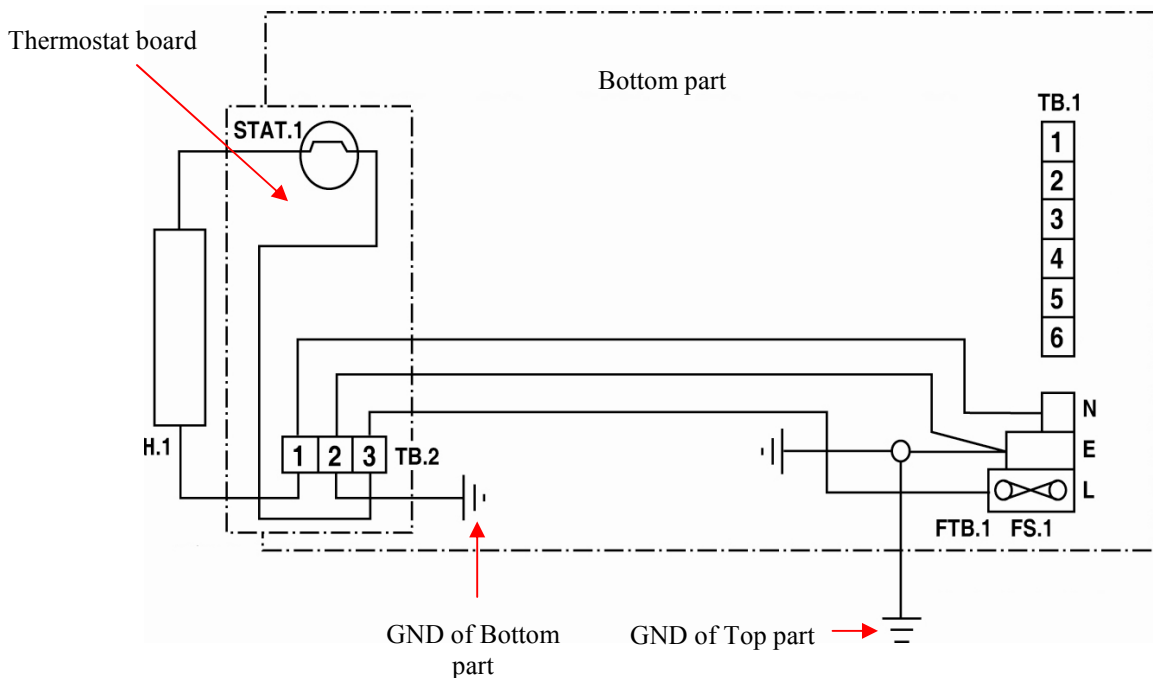 Thermostat board
Bottom part
TB.1
STAT.1
1
2
3
4
5
6
N
H.1
1 2 3 TB.2
E
L
FTB.1 FS.1
GND of Bottom
part
GND of Top part